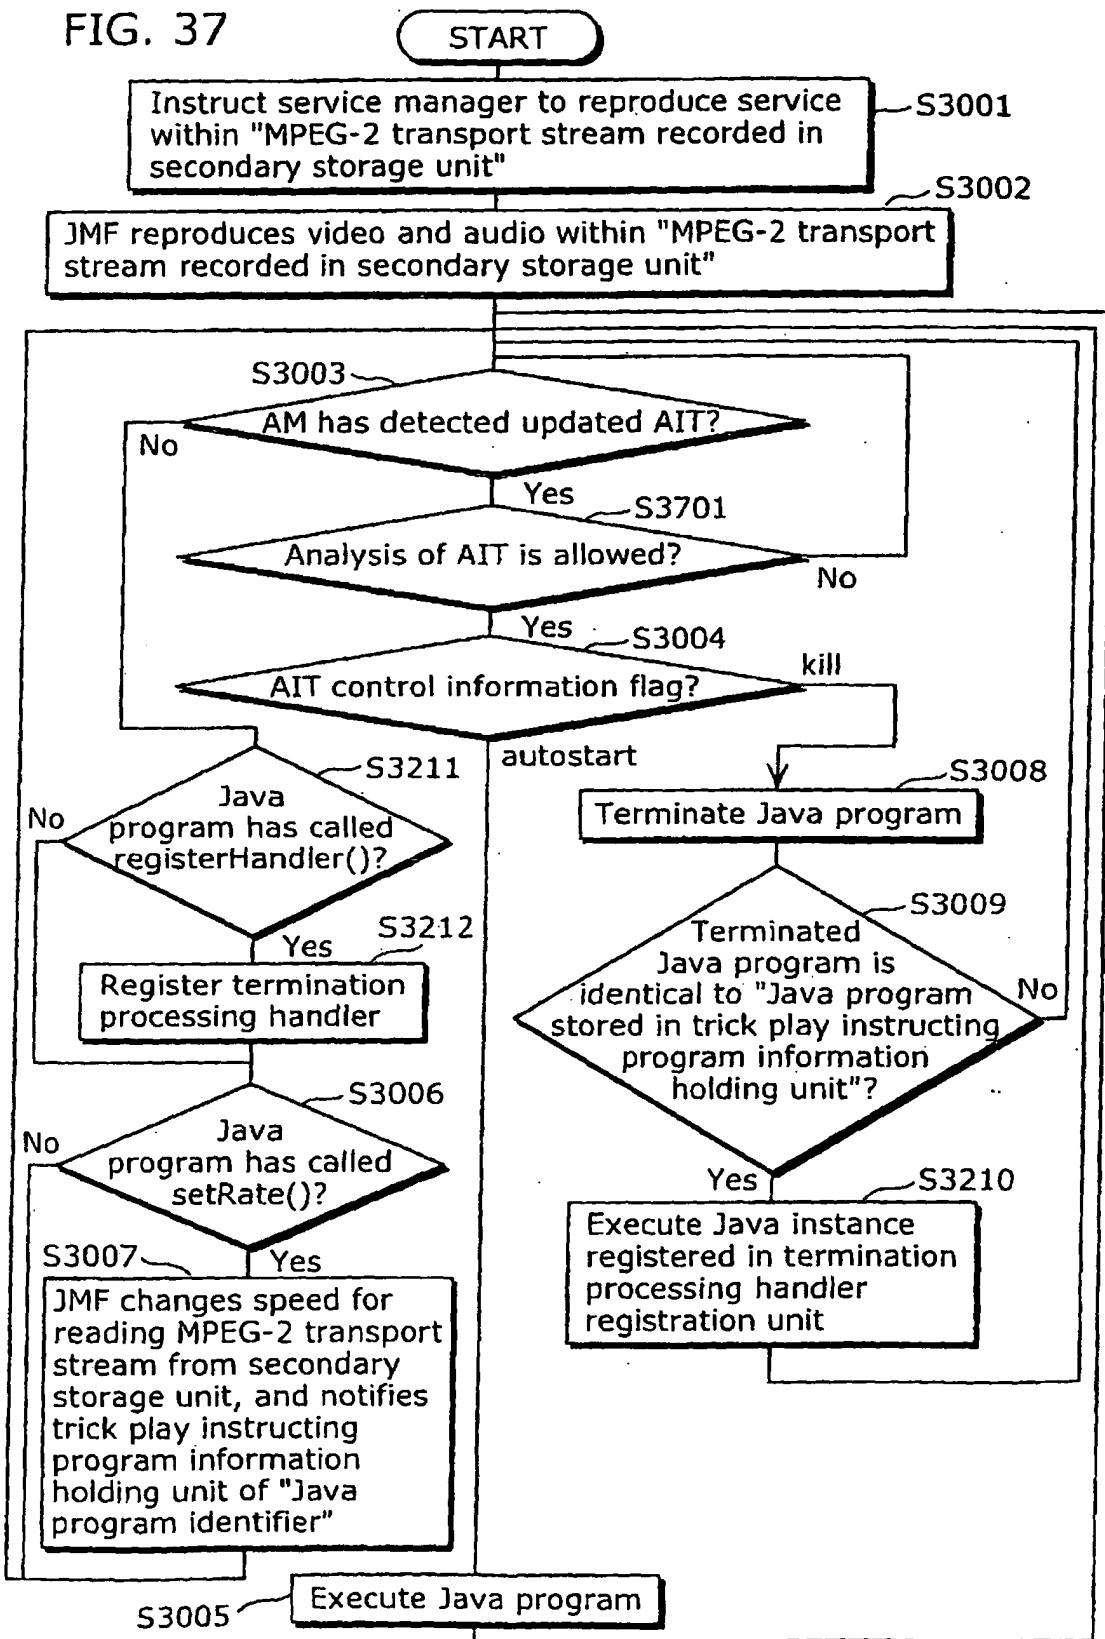 FIG. 37
START
Instruct service manager to reproduce service
within "MPEG-2 transport stream recorded in
secondary storage unit"
S3001
S3002
JMF reproduces video and audio within "MPEG-2 transport
stream recorded in secondary storage unit"
S3003
AM has detected updated AIT?
No
Yes
S3701
Analysis of AIT is allowed?
No
Yes
S3004
AIT control information flag?
kill
autostart
S3211
Java
program has called
registerHandler()?
No
Yes
S3212
Register termination
processing handler
S3006
Java
program has called
setRate()?
No
Yes
S3007
JMF changes speed for
reading MPEG-2 transport
stream from secondary
storage unit, and notifies
trick play instructing
program information
holding unit of "Java
program identifier"
S3008
Terminate Java program
S3009
Terminated
Java program is
identical to "Java program
stored in trick play instructing
program information
holding unit"?
No
Yes
S3210
Execute Java instance
registered in termination
processing handler
registration unit
S3005
Execute Java program